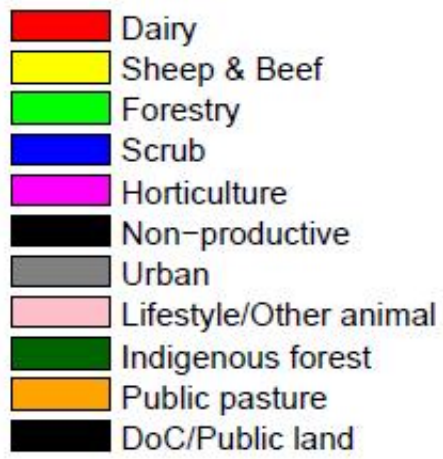 Dairy
Sheep & Beef
Forestry
Scrub
Horticulture
Non−productive
Urban
Lifestyle/Other animal
Indigenous forest
Public pasture
DoC/Public land